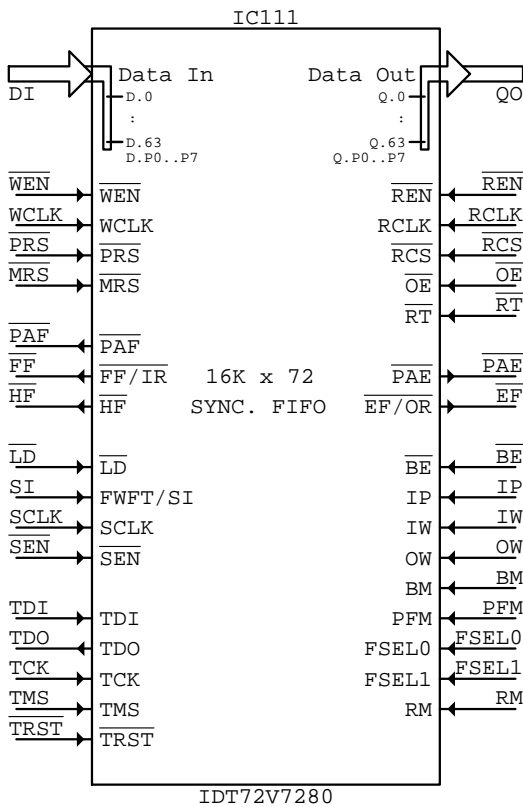 IC111
Data In Data Out
DI D.0 Q.0 QO
: :
D.63 Q.63
D.P0..P7 Q.P0..P7
WEN WEN REN REN
WCLK WCLK RCLK RCLK
PRS PRS RCS RCS
MRS MRS OE OE
RT RT
PAF PAF
FF FF/IR 16K x 72 PAE PAE
HF HF SYNC. FIFO EF/OR EF
LD LD BE BE
SI FWFT/SI IP IP
SCLK SCLK IW IW
SEN SEN OW OW
BM BM
TDI TDI PFM PFM
TDO TDO FSEL0 FSEL0
TCK TCK FSEL1 FSEL1
TMS TMS RM RM
TRST TRST
IDT72V7280